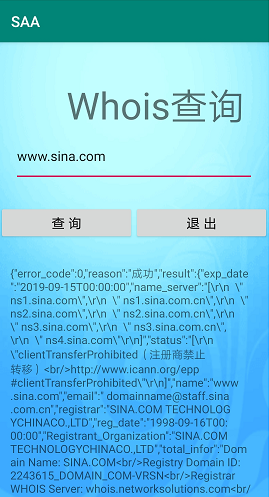 SAA
Whois查询
www.sina.com
查 询 退 出
{"error_code":0,"reason":"成功","result":{"exp_date
":"2019-09-15T00:00:00","name_server":"[\r\n  \"
ns1.sina.com\",\r\n  \" ns1.sina.com.cn\",\r\n  \"
ns2.sina.com\",\r\n  \" ns2.sina.com.cn\",\r\n
\" ns3.sina.com\",\r\n  \" ns3.sina.com.cn\",
\r\n  \" ns4.sina.com\"\r\n]","status":"[\r\n
\"clientTransferProhibited（注册商禁止
转移）<br/>http://www.icann.org/epp
#clientTransferProhibited\"\r\n]","name":"www
.sina.com","email":" domainname@staff.sina
.com.cn","registrar":"SINA.COM TECHNOLOG
YCHINACO.,LTD","reg_date":"1998-09-16T00:
00:00","Registrant_Organization":"SINA.COM
TECHNOLOGYCHINACO.,LTD","total_infor":"Dom
ain Name: SINA.COM<br/>Registry Domain ID:
2243615_DOMAIN_COM-VRSN<br/>Registrar
WHOIS Server: whois.networksolutions.com<br/